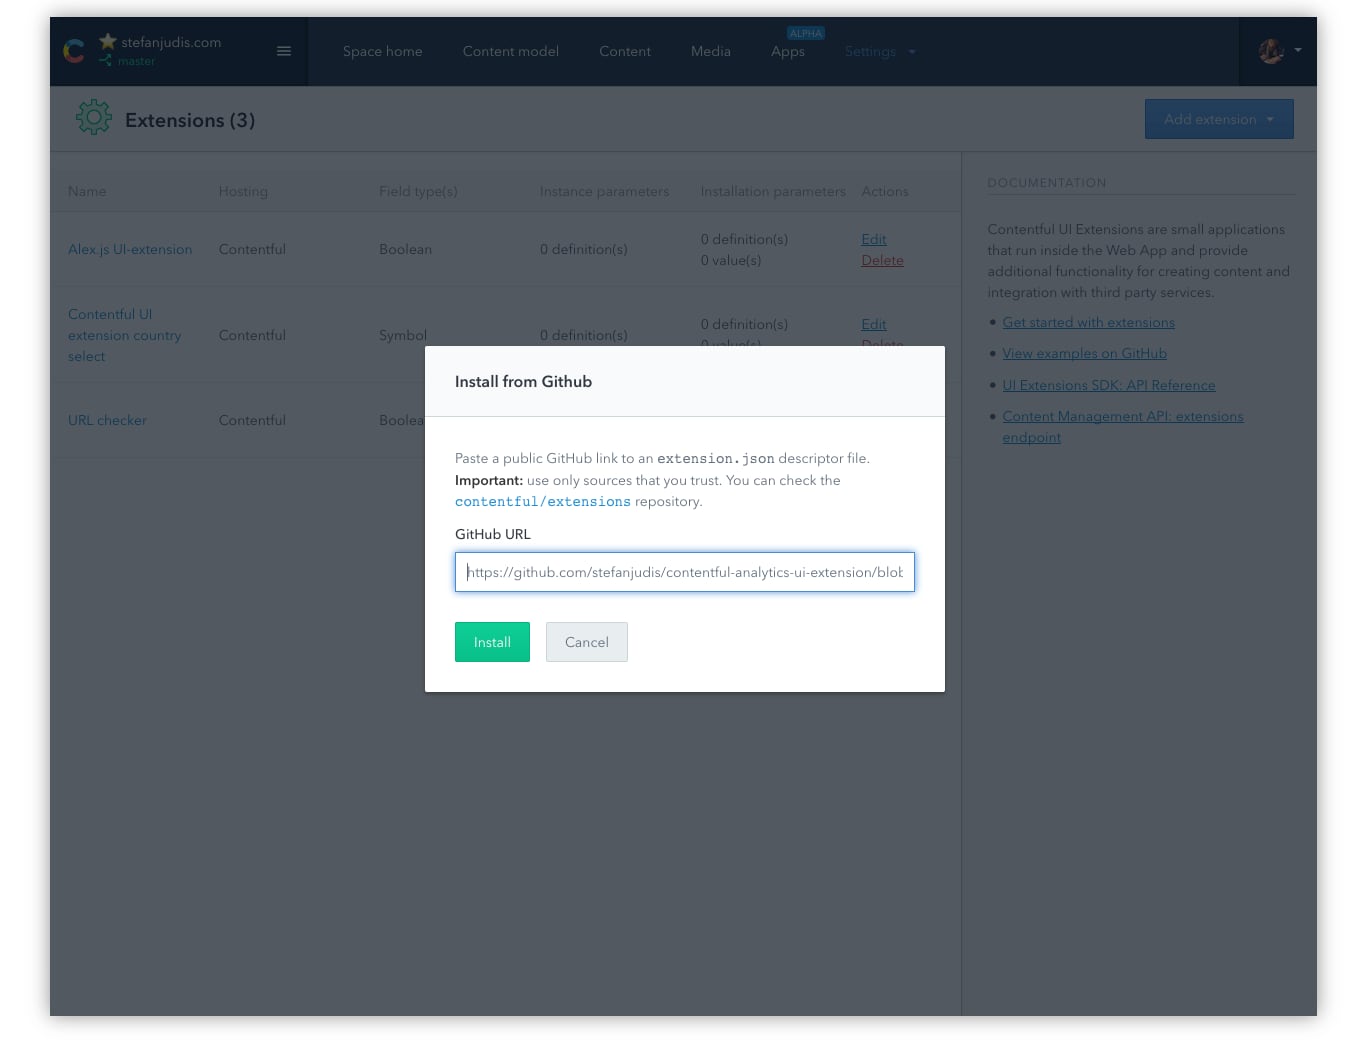 stefanjudis.com
master
Space home
Content model
Content
Media
Apps
ALPHA
Settings
Extensions (3)
Add extension
Name
Hosting
Field type(s)
Instance parameters
Installation parameters
Actions
Alex.js UI-extension
Contentful
Boolean
0 definition(s)
0 definition(s)
0 value(s)
Edit
Delete
Contentful UI
extension country
select
Contentful
Symbol
0 definition(s)
0 definition(s)
0 value(s)
Edit
Delete
URL checker
Contentful
Boolea
DOCUMENTATION
Contentful UI Extensions are small applications
that run inside the Web App and provide
additional functionality for creating content and
integration with third party services.
Get started with extensions
View examples on GitHub
UI Extensions SDK: API Reference
Content Management API: extensions
endpoint
Install from Github
Paste a public GitHub link to an extension.json descriptor file.
Important: use only sources that you trust. You can check the
contentful/extensions repository.
GitHub URL
https://github.com/stefanjudis/contentful-analytics-ui-extension/blob
Install
Cancel